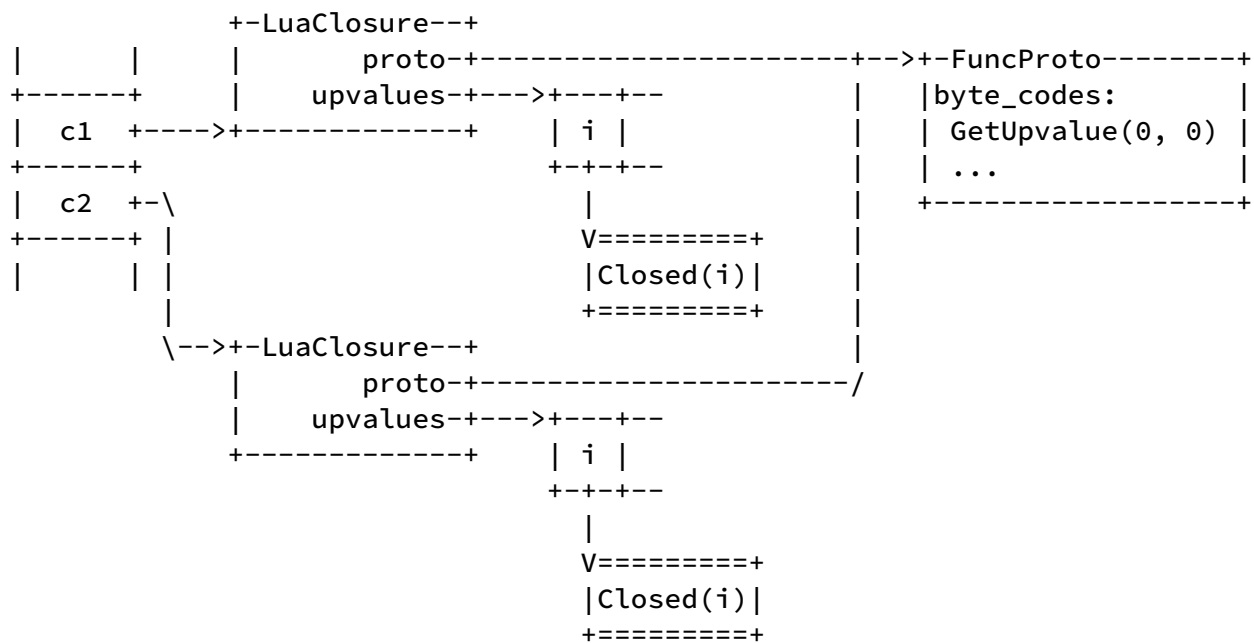 LuaClosure
proto FuncProto
upvalues byte_codes:
c1 i GetUpvalue(0, 0)
...
c2
Closed(i)
LuaClosure
proto
upvalues
i
Closed(i)